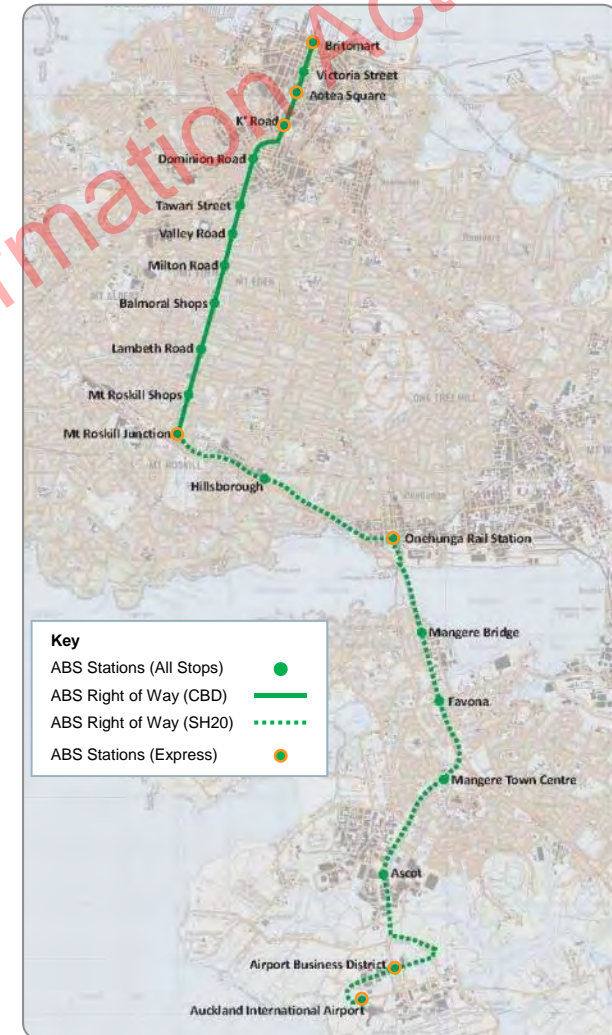 rmation Act
Britomart
Victoria Street
Aotea Square
K' Road
Dominion Road
Tawari Street
Valley Road
Milton Road
MT EDEN
Balmoral Shops
Lambeth Road
ONE TREE HILL
Mt Roskill Shops
Mt Roskill Junction
MT ROSKILL
Hillsborough
Onehunga Rail Station
Key
ABS Stations (All Stops)
ABS Right of Way (CBD)
ABS Right of Way (SH20)
ABS Stations (Express)
Mangere Bridge
Favona
Mangere Town Centre
Ascot
Airport Business District
Auckland International Airport